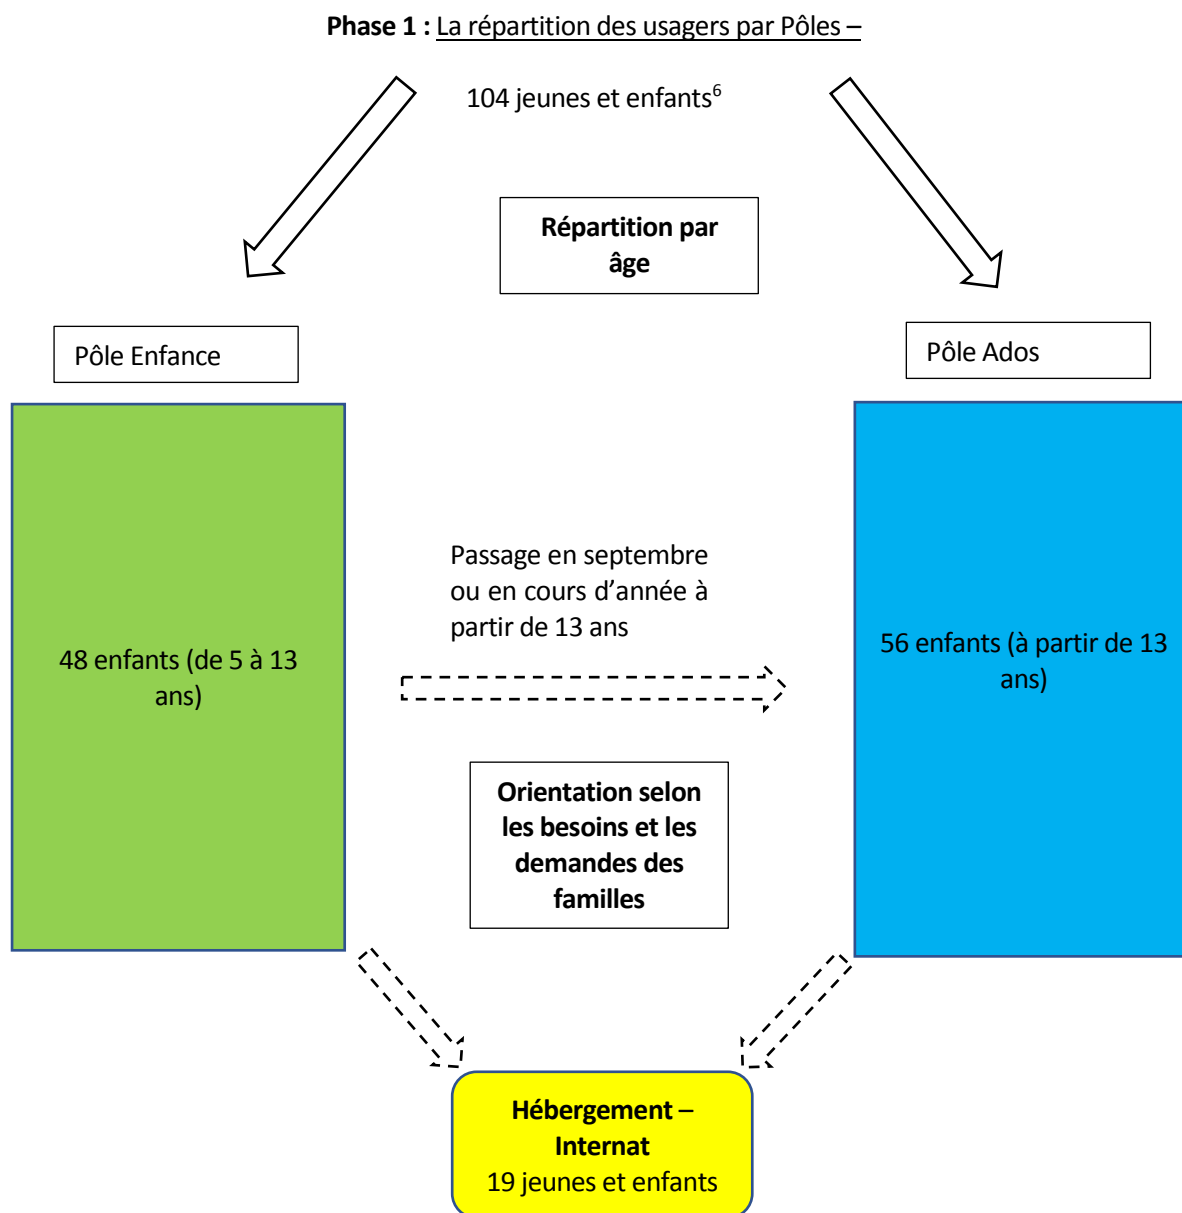 Phase 1 : La répartition des usagers par Pôles –
104 jeunes et enfants⁶
Répartition par
âge
Pôle Enfance
Pôle Ados
Passage en septembre
ou en cours d’année à
partir de 13 ans
48 enfants (de 5 à 13
ans)
56 enfants (à partir de 13
ans)
Orientation selon
les besoins et les
demandes des
familles
Hébergement –
Internat
19 jeunes et enfants